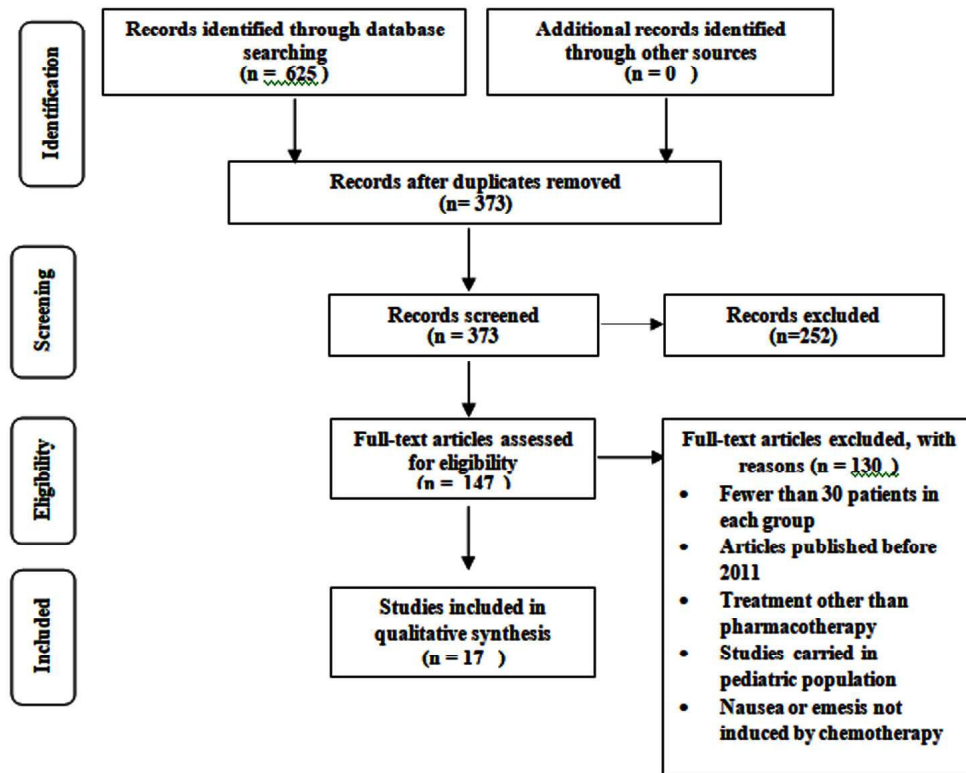 Identification
Records identified through database
searching
(n = 625)
Additional records identified
through other sources
(n = 0 )
Records after duplicates removed
(n= 373)
Screening
Records screened
(n = 373
Records excluded
(n=252)
Eligibility
Full-text articles assessed
for eligibility
(n = 147 )
Full-text articles excluded, with
reasons (n = 130 )
• Fewer than 30 patients in
each group
• Articles published before
2011
• Treatment other than
pharmacotherapy
• Studies carried in
pediatric population
• Nausea or emesis not
induced by chemotherapy
Included
Studies included in
qualitative synthesis
(n = 17 )